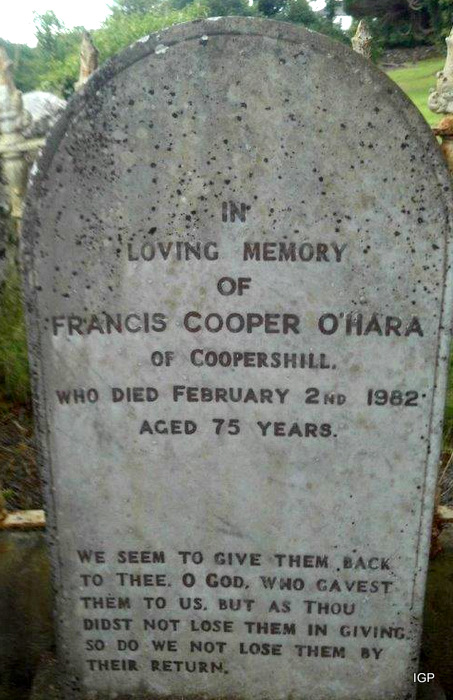 IN
LOVING MEMORY
OF
FRANCIS COOPER O'HARA
OF COOPERSHILL.
WHO DIED FEBRUARY 2ND 1982
AGED 75 YEARS.
WE SEEM TO GIVE THEM BACK
TO THEE, O GOD, WHO GAVEST
THEM TO US. BUT AS THOU
DIDST NOT LOSE THEM IN GIVING,
SO DO WE NOT LOSE THEM BY
THEIR RETURN.
IGP